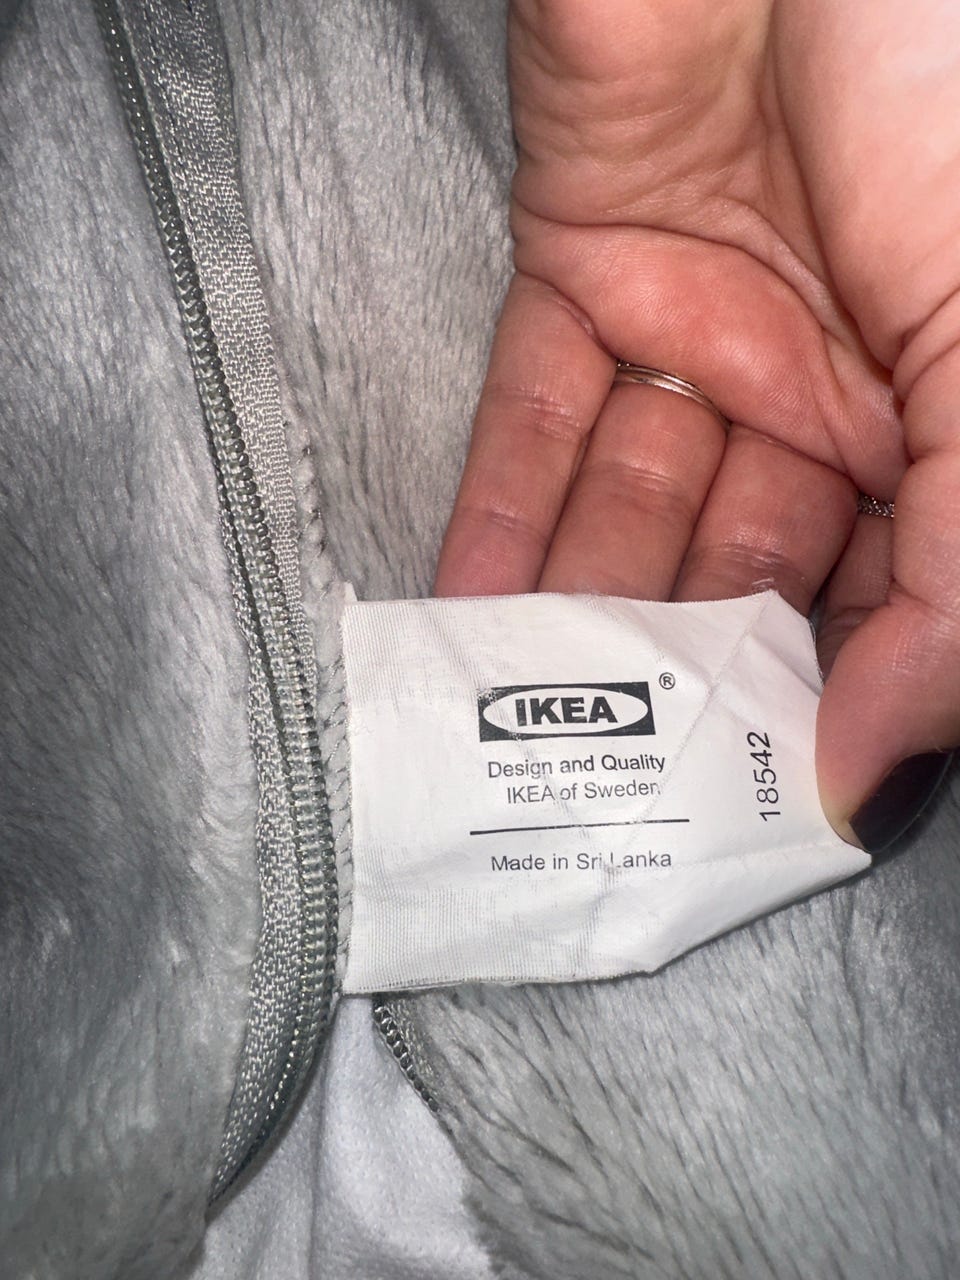 IKEA®
Design and Quality
IKEA of Sweden
Made in Sri Lanka
18542